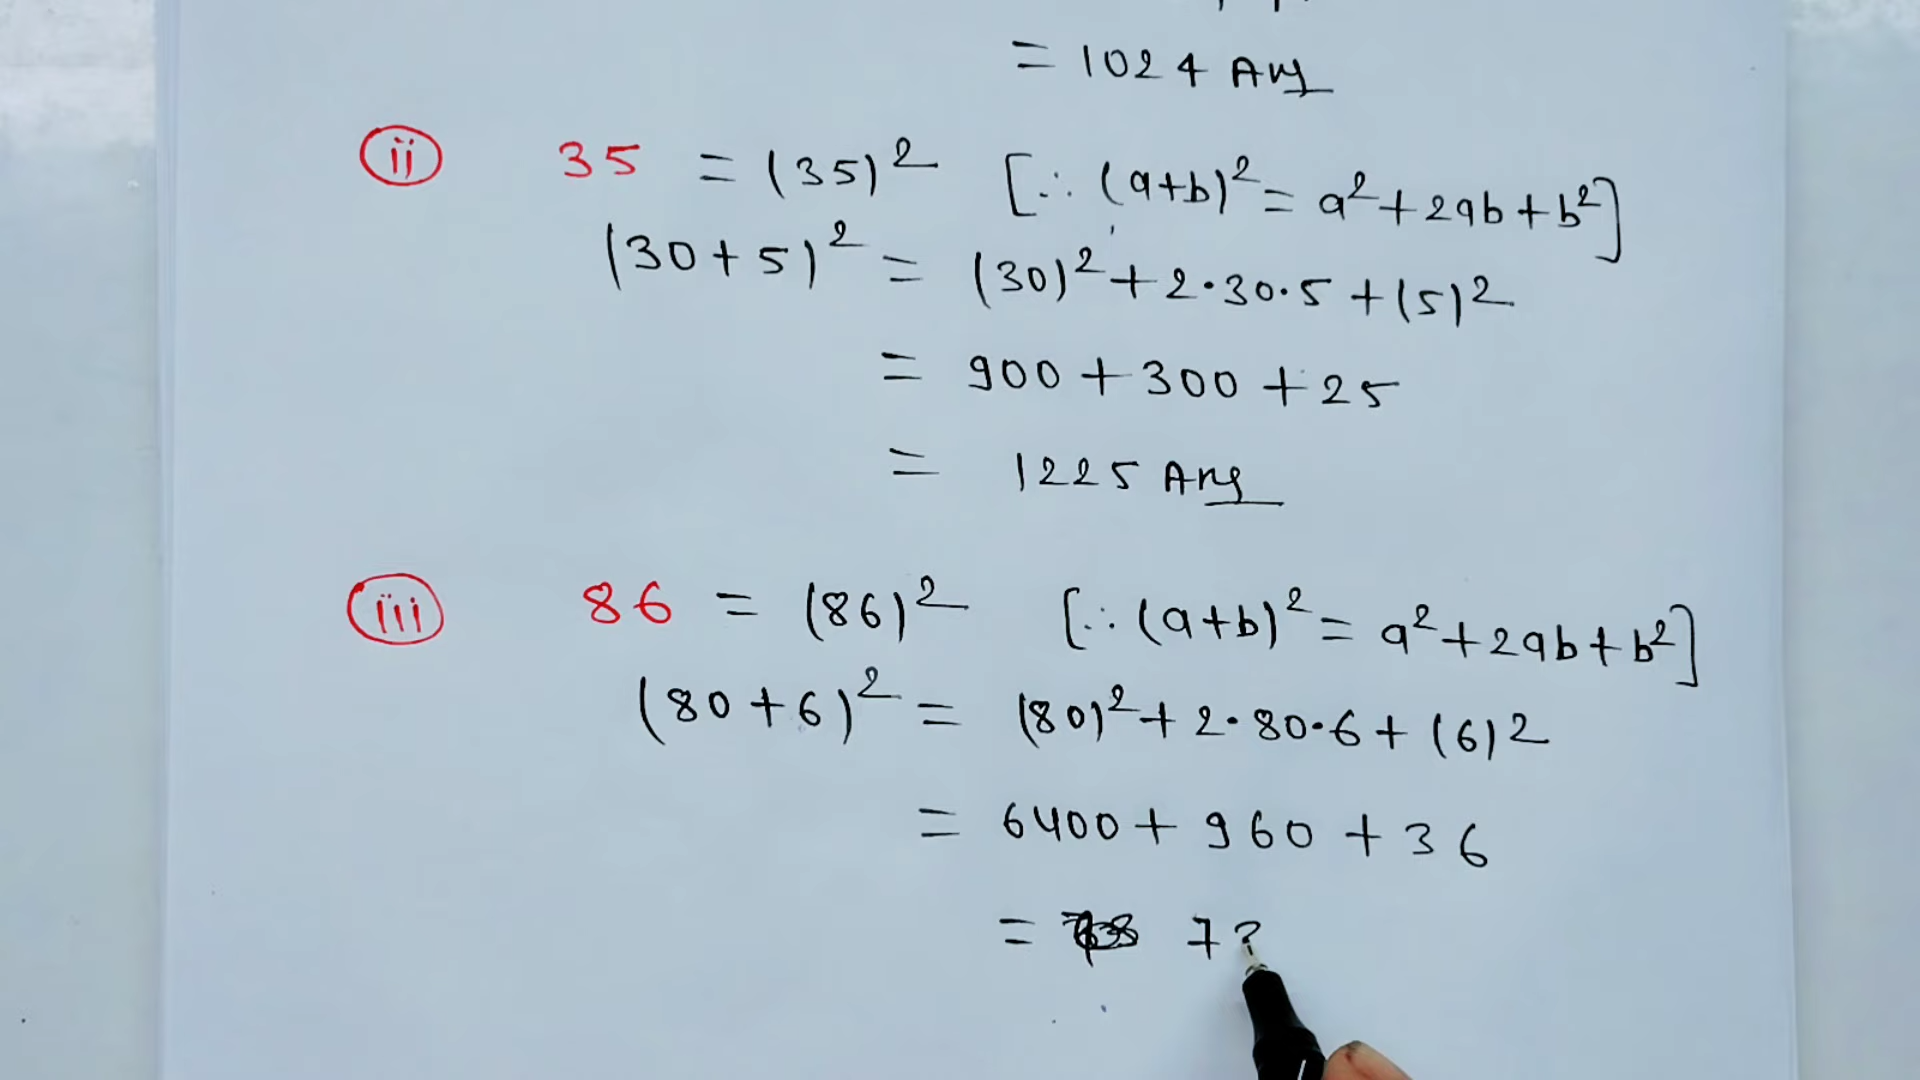 = 1024 Ans
(ii) 35 = (35)² [∴ (a+b)² = a²+2ab+b²]
(30+5)² = (30)²+2·30·5+(5)²
= 900+300+25
= 1225 Ans
(iii) 86 = (86)² [∴ (a+b)² = a²+2ab+b²]
(80+6)² = (80)²+2·80·6+(6)²
= 6400+960+36
= 7